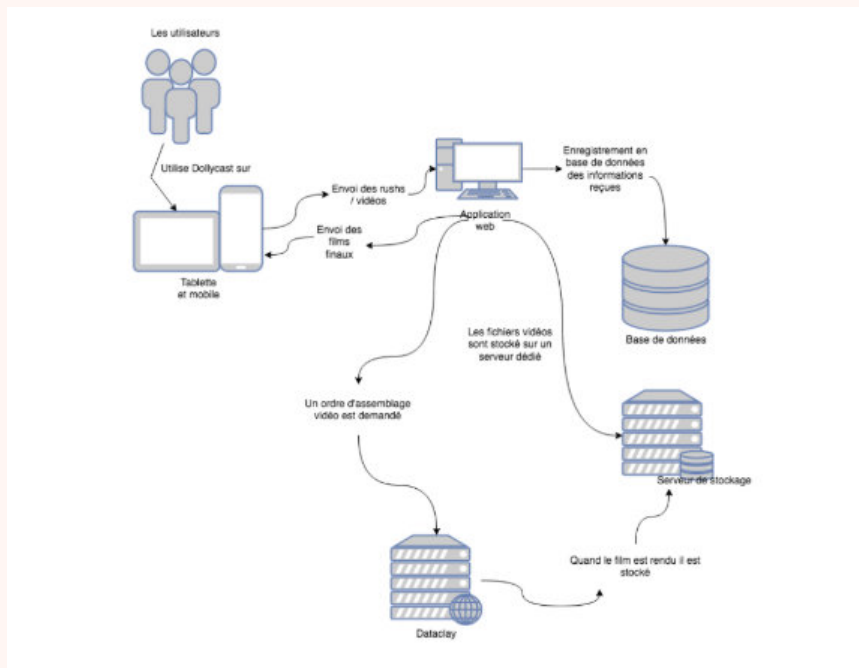 Les utilisateurs
Utilise Dollycast sur
Tablette
et mobile
Envoi des rushs
/ vidéos
Envoi des
films
finaux
Application
web
Enregistrement en
base de données
des informations
reçues
Base de données
Les fichiers vidéos
sont stocké sur un
serveur dédié
Un ordre d'assemblage
vidéo est demandé
Serveur de stockage
Quand le film est rendu il est
stocké
Dataclay